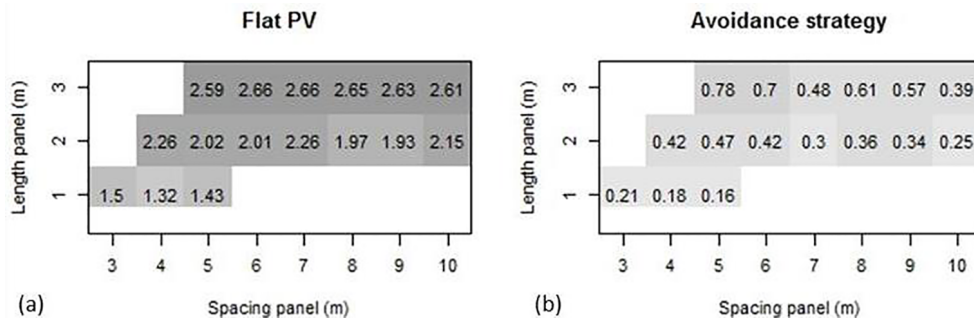 Flat PV
Length panel (m)
3
2.59 2.66 2.66 2.65 2.63 2.61
2
2.26 2.02 2.01 2.26 1.97 1.93 2.15
1
1.5 1.32 1.43
3 4 5 6 7 8 9 10
(a)
Spacing panel (m)
Avoidance strategy
Length panel (m)
3
0.78 0.7 0.48 0.61 0.57 0.39
2
0.42 0.47 0.42 0.3 0.36 0.34 0.25
1
0.21 0.18 0.16
3 4 5 6 7 8 9 10
(b)
Spacing panel (m)